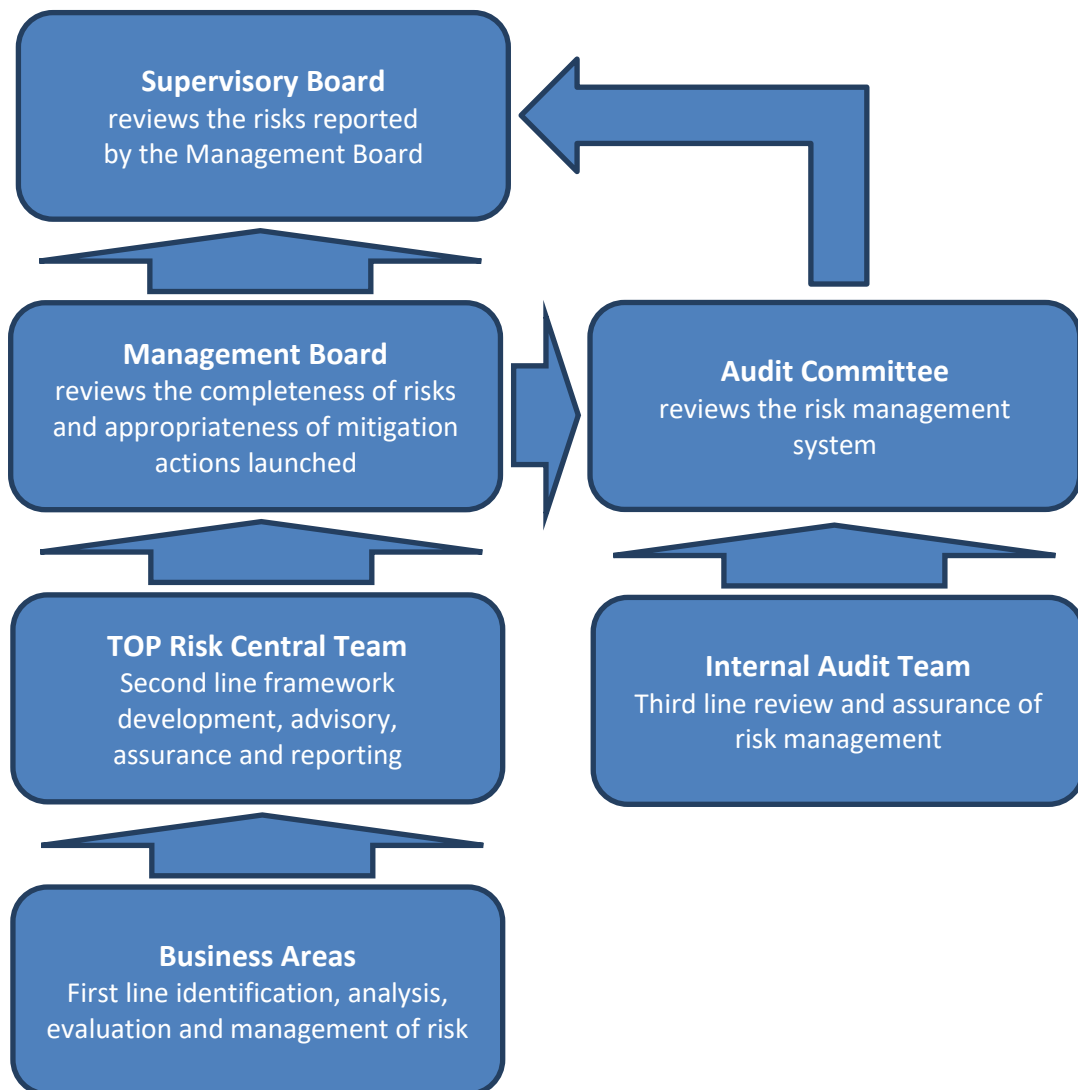 Supervisory Board
reviews the risks reported
by the Management Board
Management Board
reviews the completeness of risks
and appropriateness of mitigation
actions launched
Audit Committee
reviews the risk management
system
TOP Risk Central Team
Second line framework
development, advisory,
assurance and reporting
Internal Audit Team
Third line review and assurance of
risk management
Business Areas
First line identification, analysis,
evaluation and management of risk